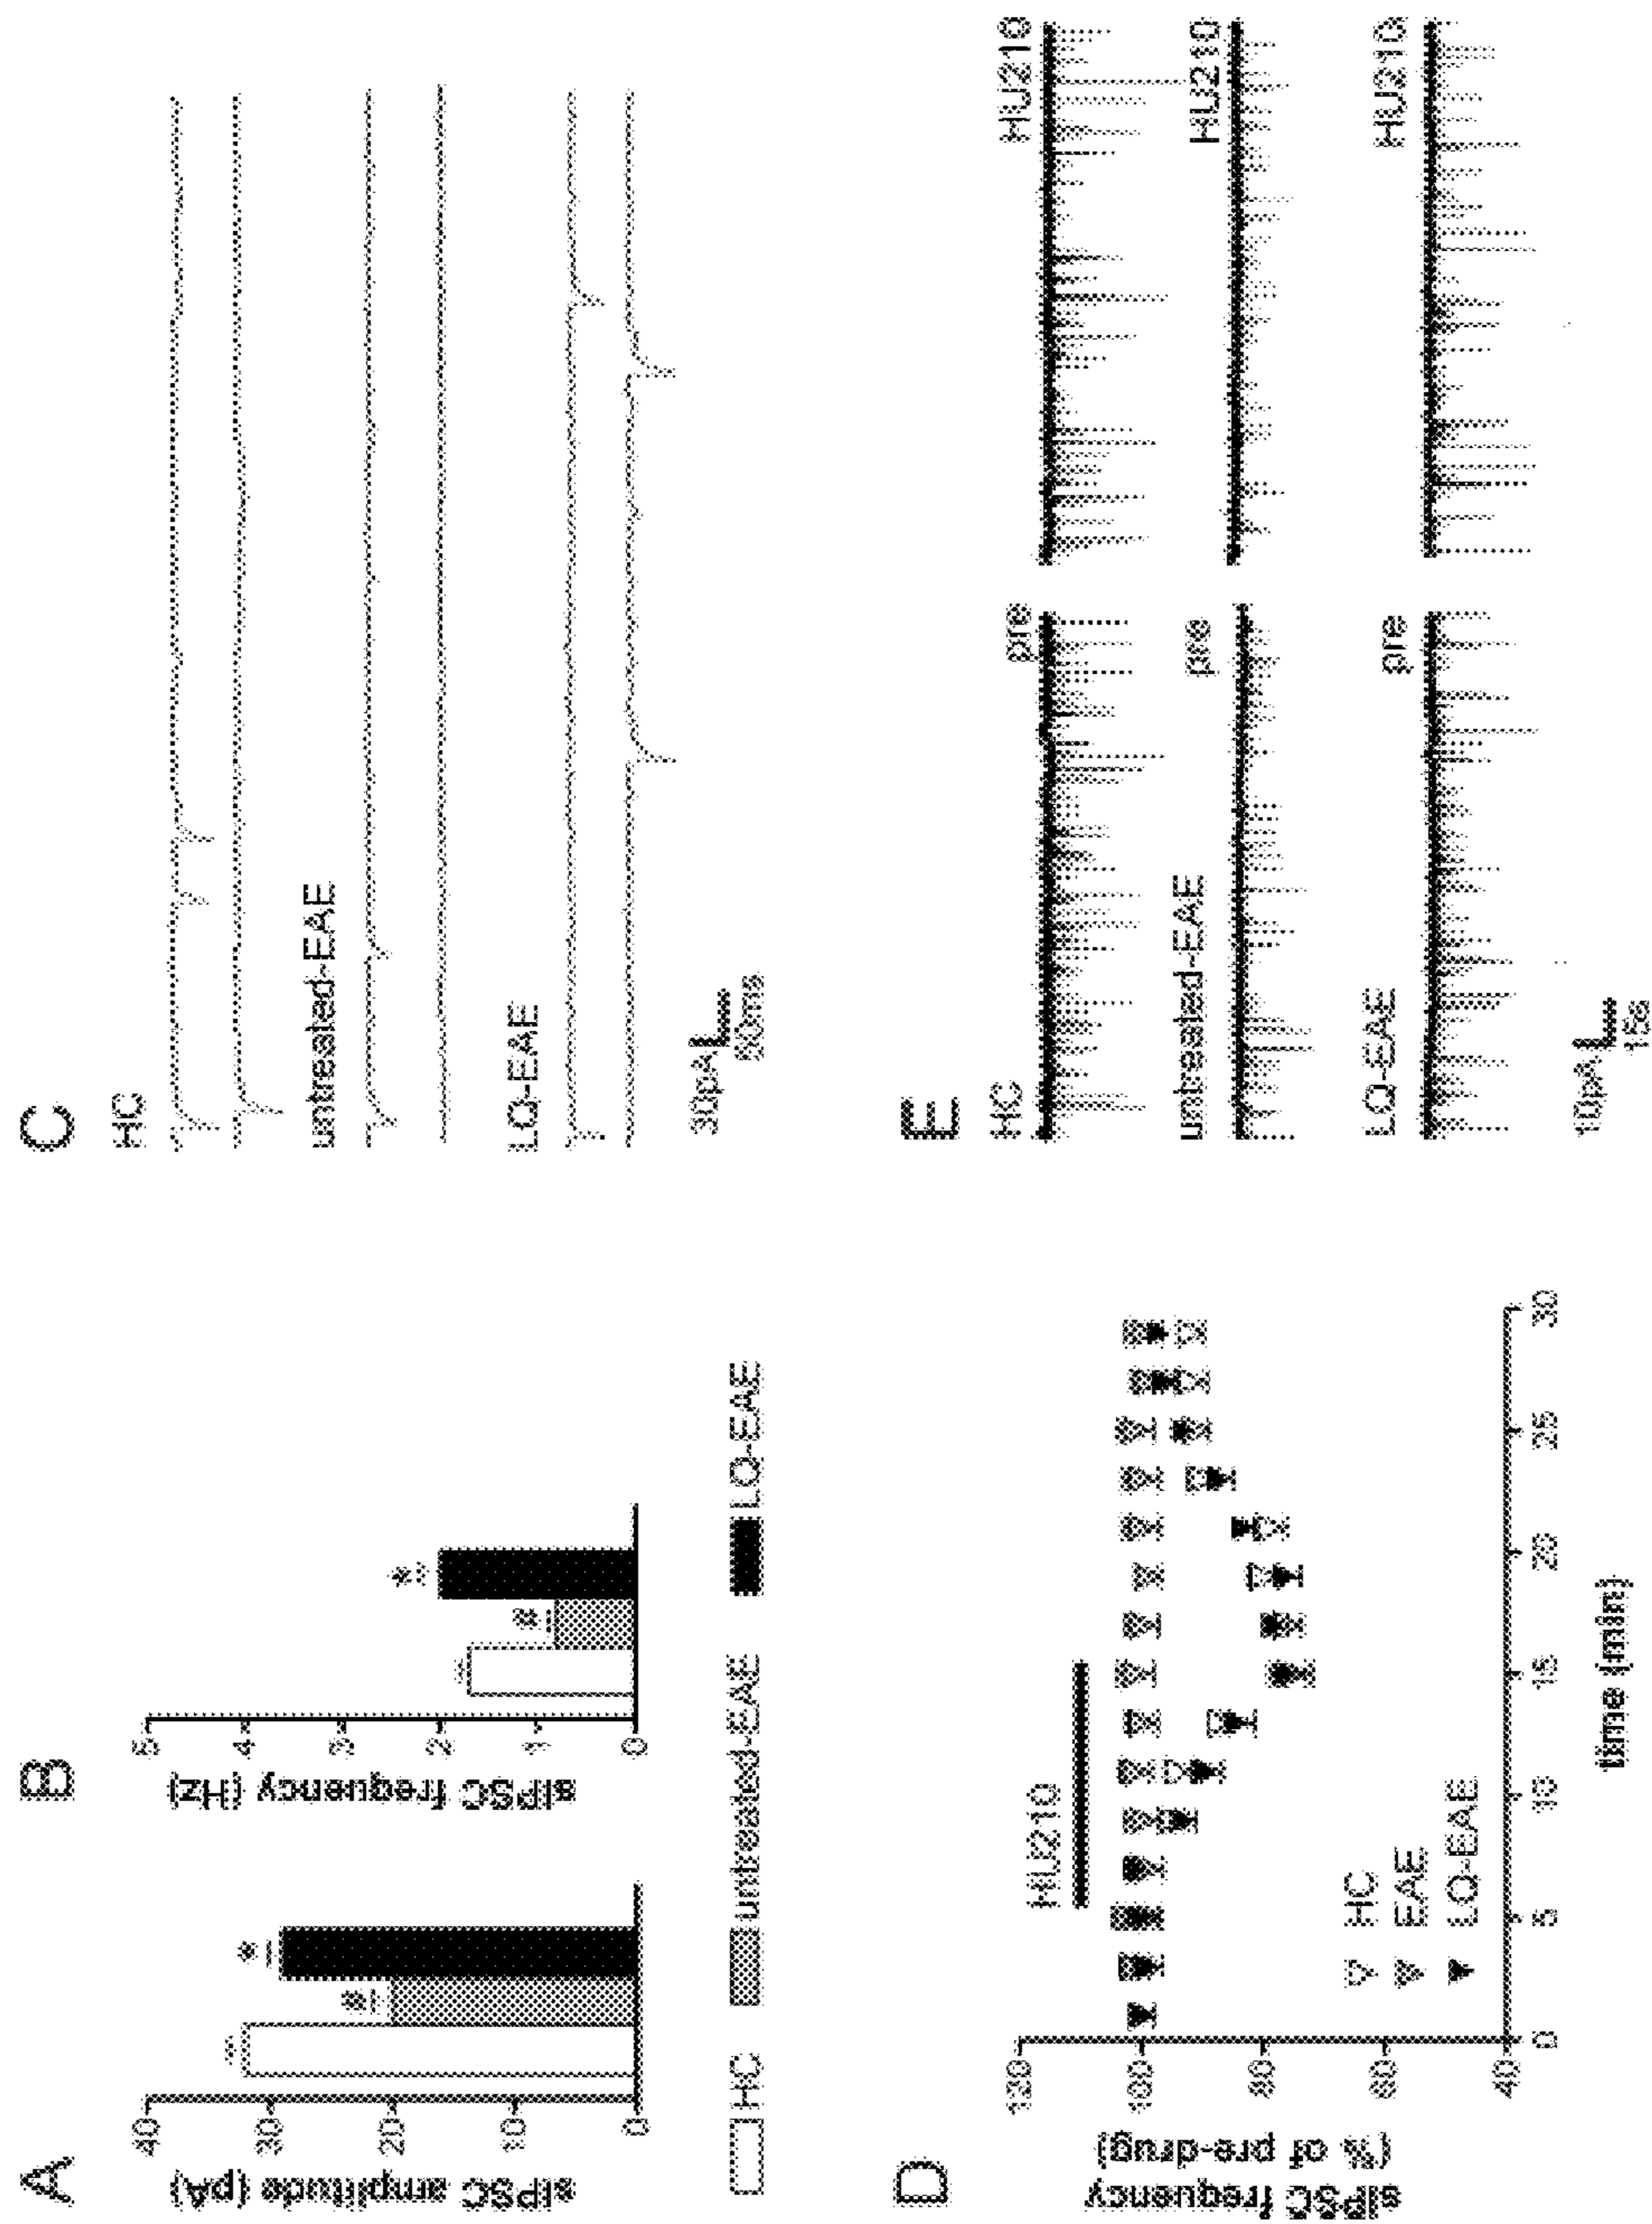 A
sIPSC amplitude (pA)
40
30
20
10
0
#
*
B
sIPSC frequency (Hz)
5
4
3
2
1
0
#
*
HC
untreated-EAE
LQ-EAE
C
HC
untreated-EAE
LQ-EAE
30pA
50ms
D
sIPSC frequency
(% of pre-drug)
120
100
80
60
40
HU210
HC
EAE
LQ-EAE
0
5
10
15
20
25
30
time (min)
E
HC
pre
HU210
untreated-EAE
pre
HU210
LQ-EAE
pre
HU210
10pA
15s